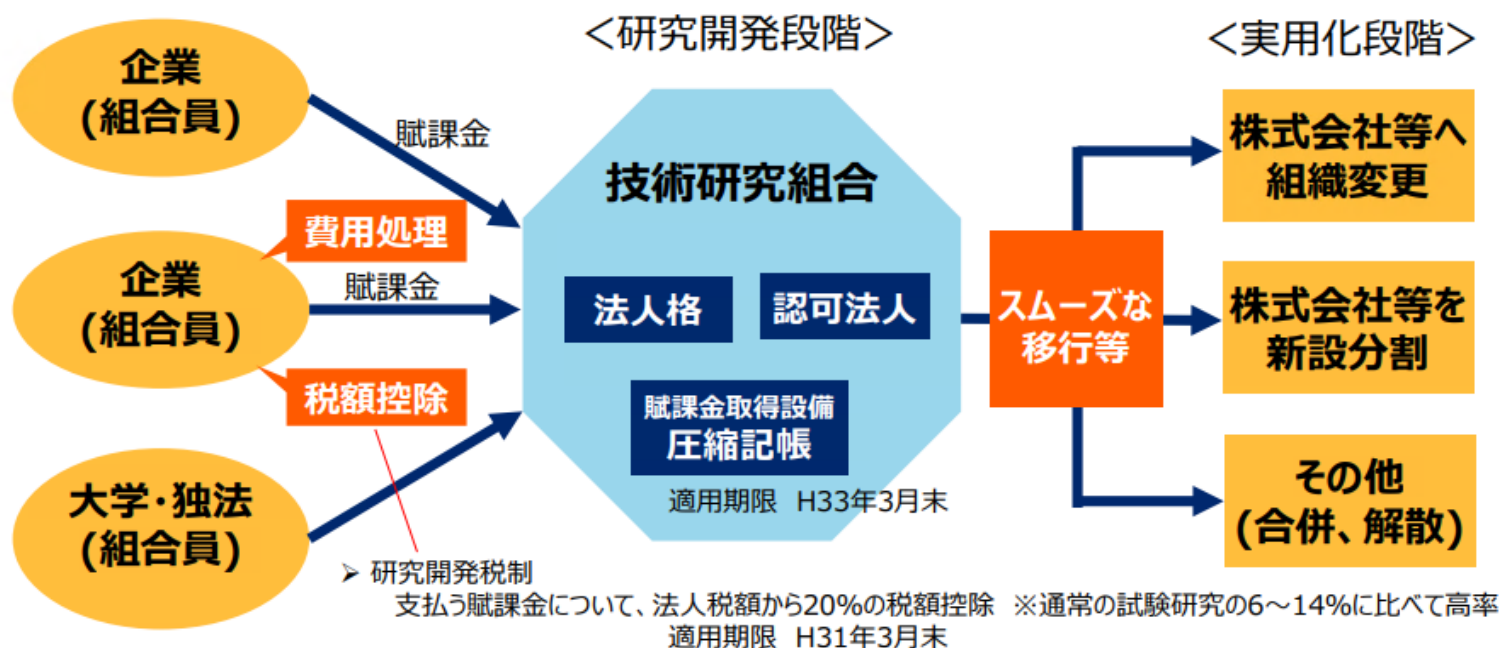 <研究開発段階>
<実用化段階>
企業
(組合員)
賦課金
費用処理
企業
(組合員)
賦課金
税額控除
大学・独法
(組合員)
技術研究組合
法人格
認可法人
賦課金取得設備
圧縮記帳
適用期限 H33年3月末
スムーズな
移行等
株式会社等へ
組織変更
株式会社等を
新設分割
その他
(合併、解散)
➢ 研究開発税制
支払う賦課金について、法人税額から20%の税額控除 ※通常の試験研究の6~14%に比べて高率
適用期限 H31年3月末